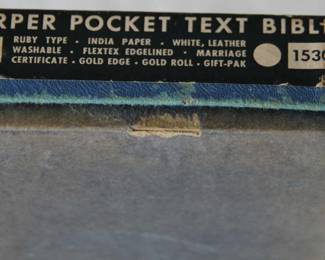 RPER POCKET TEXT BIBL
RUBY TYPE · INDIA PAPER · WHITE, LEATHER
WASHABLE · FLEXTEX EDGELINED · MARRIAGE
CERTIFICATE · GOLD EDGE · GOLD ROLL · GIFT-PAK
1530